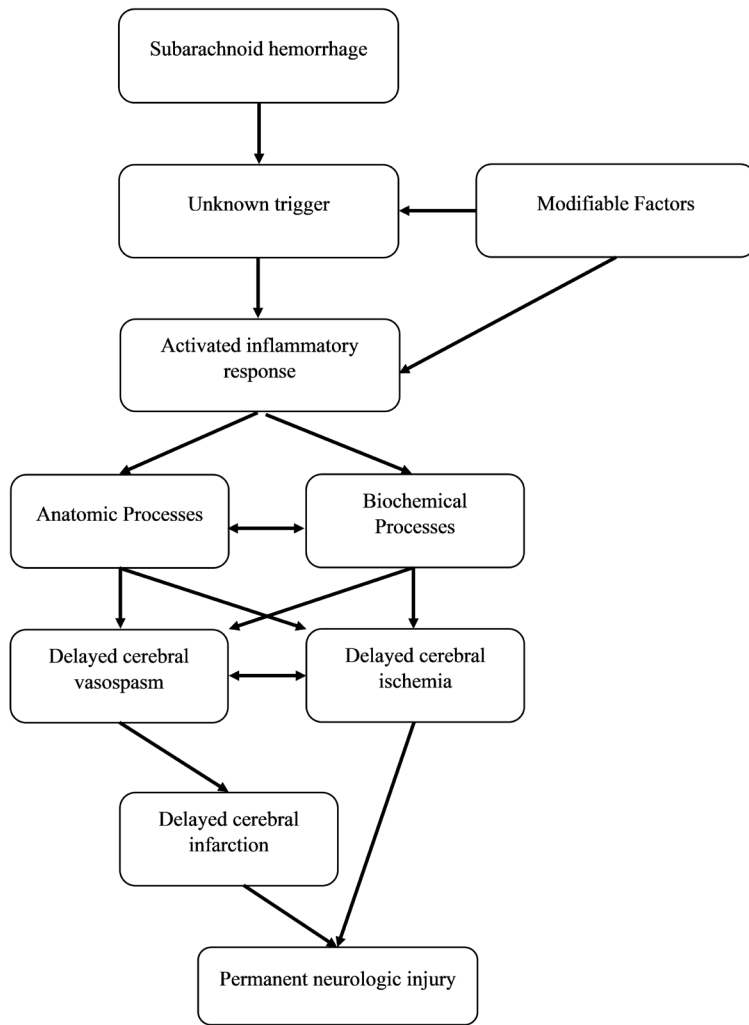 Subarachnoid hemorrhage
Unknown trigger
Modifiable Factors
Activated inflammatory
response
Anatomic Processes
Biochemical
Processes
Delayed cerebral
vasospasm
Delayed cerebral
ischemia
Delayed cerebral
infarction
Permanent neurologic injury